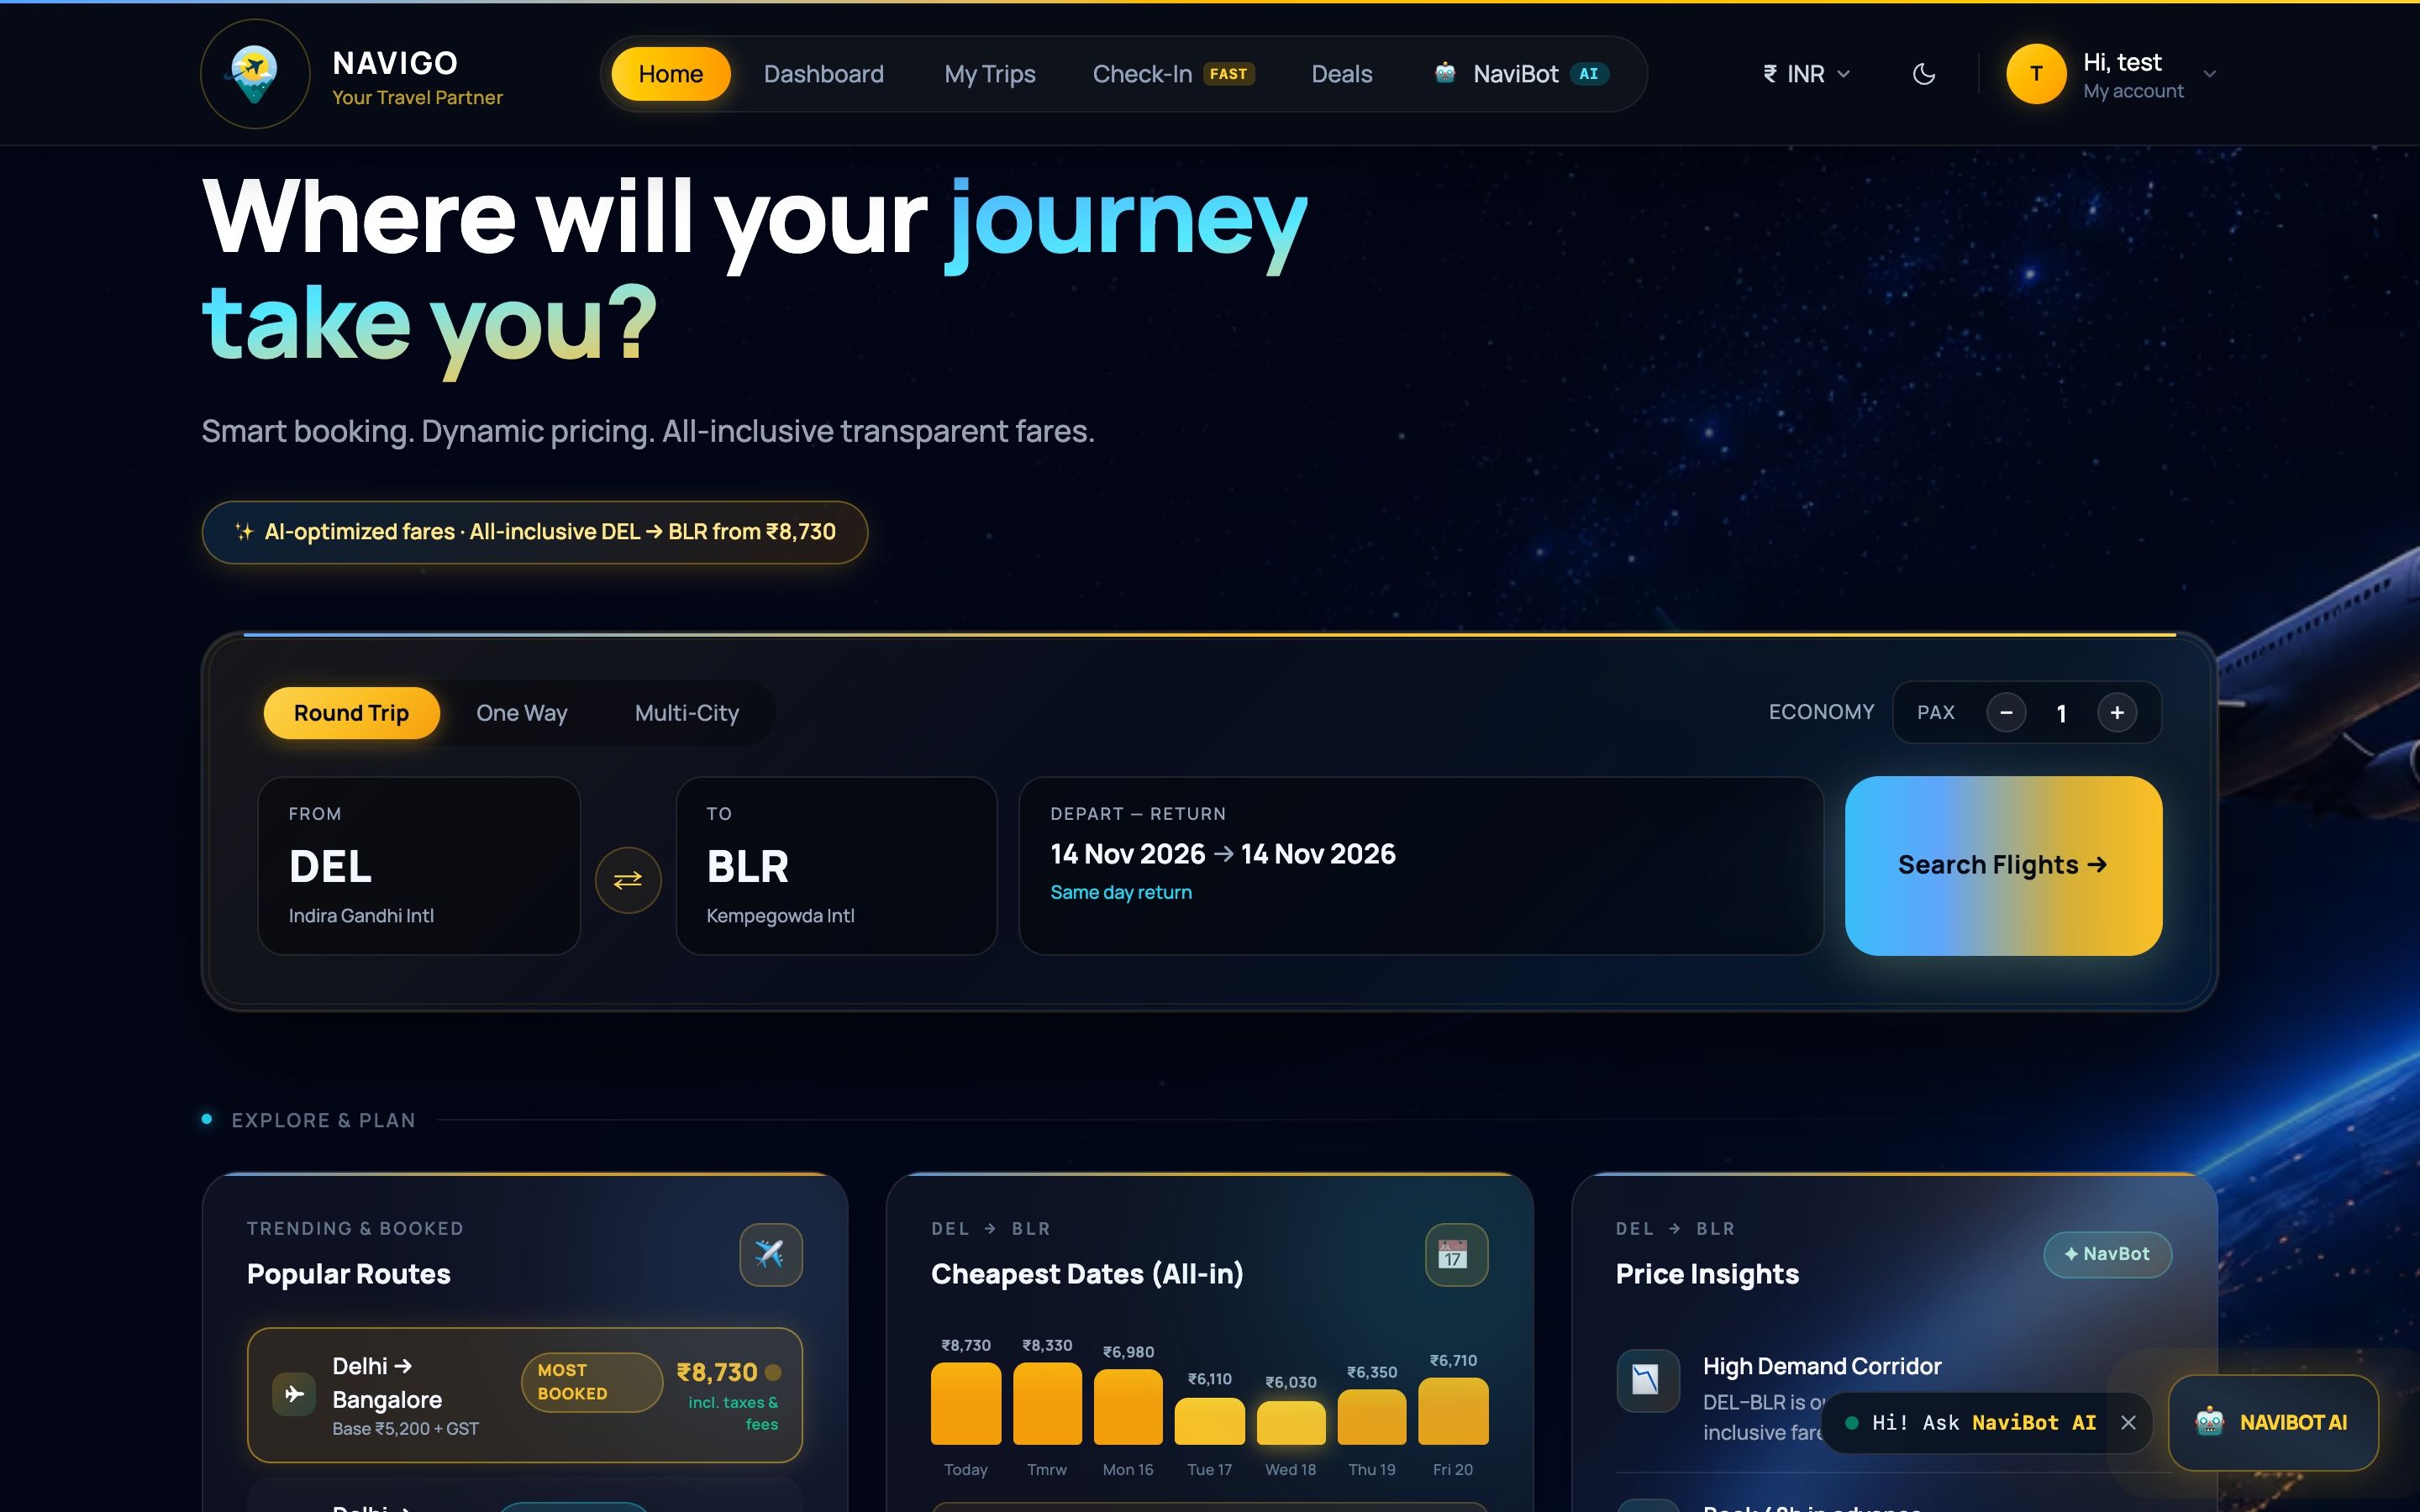 NAVIGO
Your Travel Partner
Home
Dashboard
My Trips
Check-In FAST
Deals
NaviBot AI
₹ INR
T
Hi, test
My account
Where will your journey
take you?
Smart booking. Dynamic pricing. All-inclusive transparent fares.
✨ AI-optimized fares · All-inclusive DEL → BLR from ₹8,730
Round Trip
One Way
Multi-City
ECONOMY
PAX − 1 +
FROM
DEL
Indira Gandhi Intl
TO
BLR
Kempegowda Intl
DEPART — RETURN
14 Nov 2026 → 14 Nov 2026
Same day return
Search Flights →
EXPLORE & PLAN
TRENDING & BOOKED
Popular Routes
Delhi →
Bangalore
Base ₹5,200 + GST
MOST
BOOKED
₹8,730
incl. taxes &
fees
DEL → BLR
Cheapest Dates (All-in)
JUL
17
₹8,730 ₹8,330 ₹6,980 ₹6,110 ₹6,030 ₹6,350 ₹6,710
Today Tmrw Mon 16 Tue 17 Wed 18 Thu 19 Fri 20
DEL → BLR
Price Insights
✦ NavBot
High Demand Corridor
DEL–BLR is
inclusive
Hi! Ask NaviBot AI ×
NAVIBOT AI